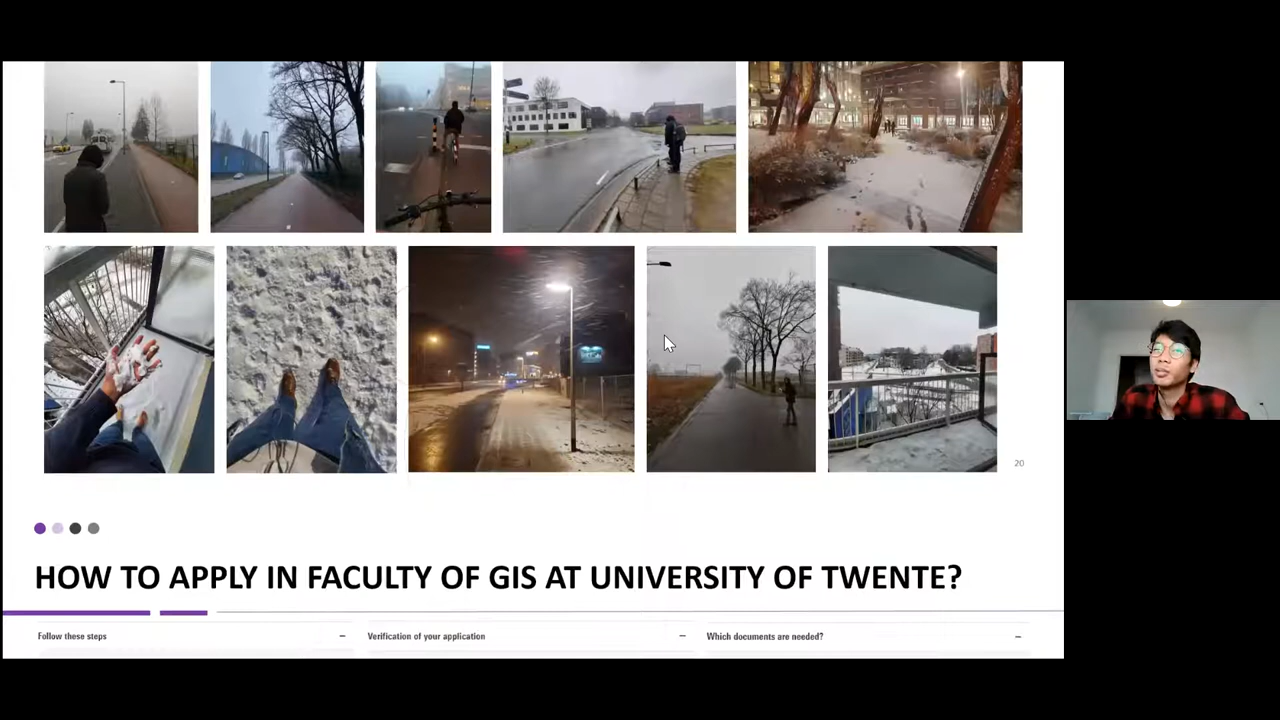 20
HOW TO APPLY IN FACULTY OF GIS AT UNIVERSITY OF TWENTE?
Follow these steps
Verification of your application
Which documents are needed?